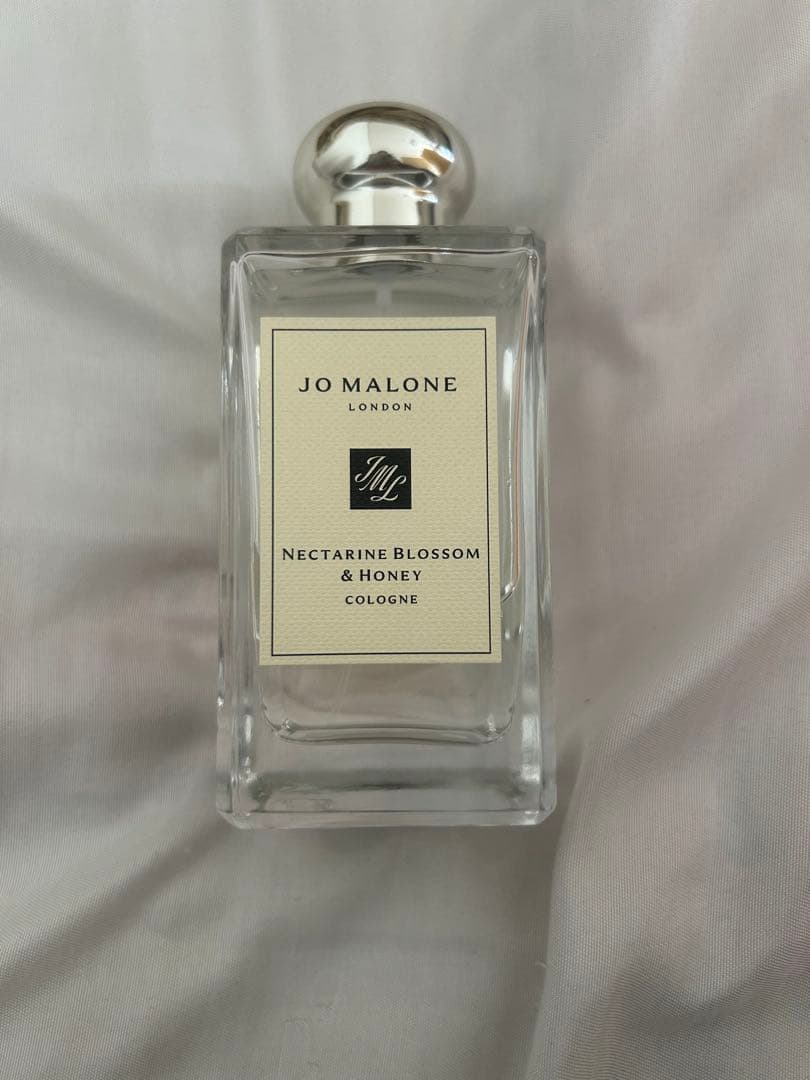 JO MALONE
LONDON
JML
NECTARINE BLOSSOM
& HONEY
COLOGNE